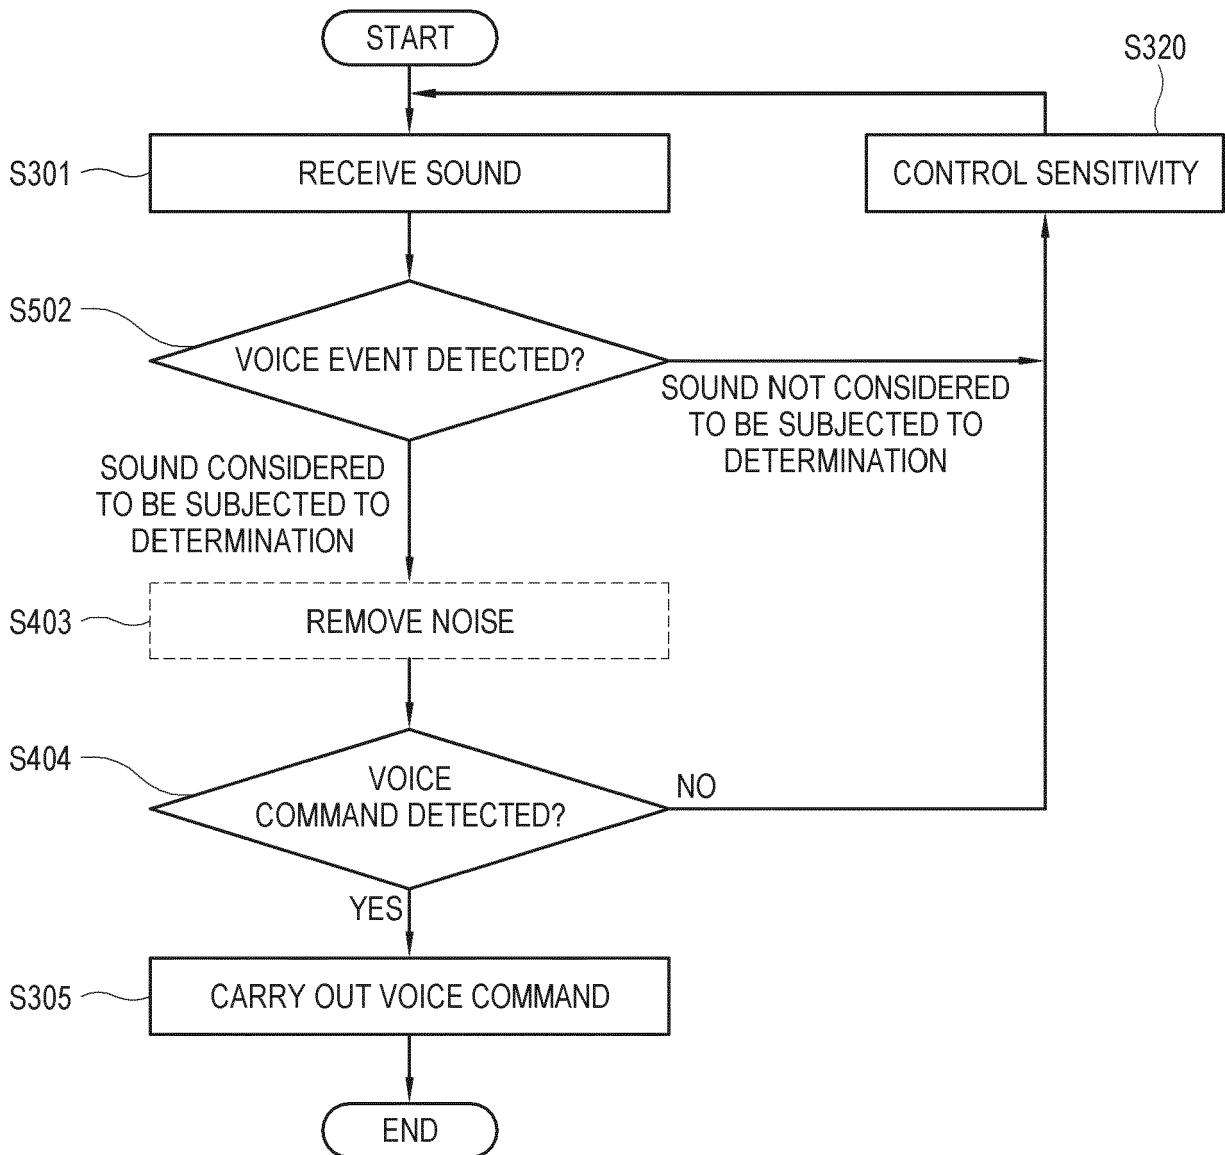 START
S320
S301
RECEIVE SOUND
CONTROL SENSITIVITY
S502
VOICE EVENT DETECTED?
SOUND NOT CONSIDERED
TO BE SUBJECTED TO
DETERMINATION
SOUND CONSIDERED
TO BE SUBJECTED TO
DETERMINATION
S403
REMOVE NOISE
S404
VOICE
COMMAND DETECTED?
NO
YES
S305
CARRY OUT VOICE COMMAND
END